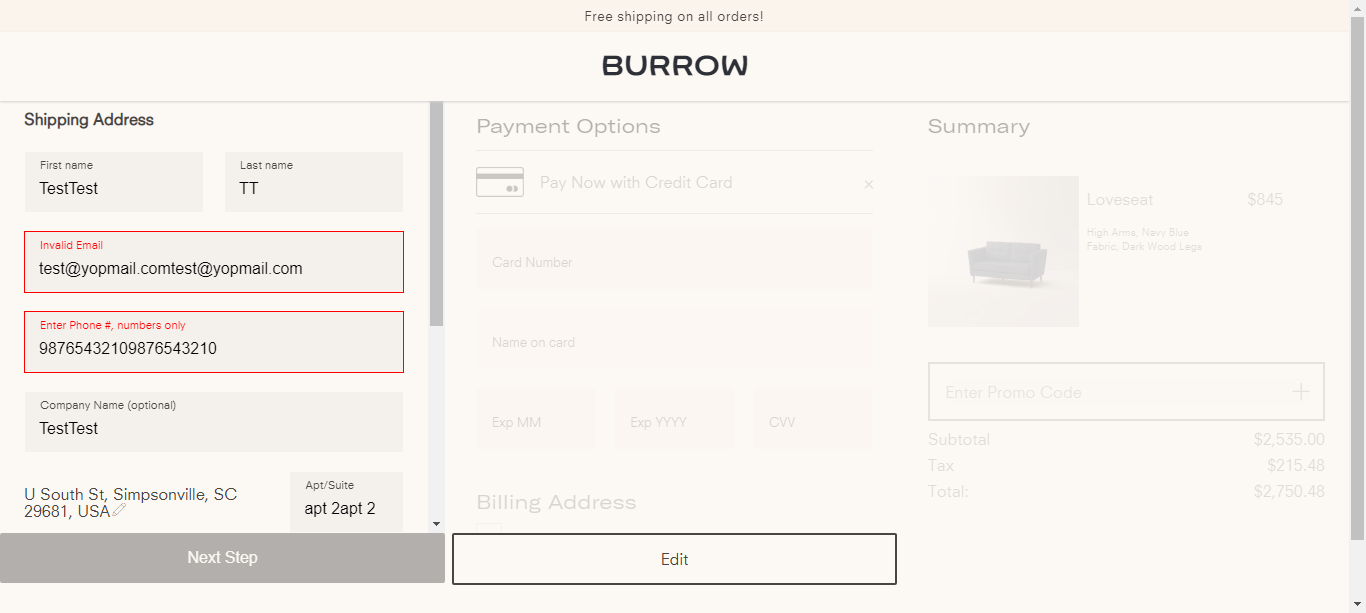 Free shipping on all orders!
BURROW
Shipping Address
First name
TestTest
Last name
TT
Invalid Email
test@yopmail.comtest@yopmail.com
Enter Phone #, numbers only
98765432109876543210
Company Name (optional)
TestTest
U South St, Simpsonville, SC
29681, USA
Apt/Suite
apt 2apt 2
Next Step
Payment Options
Pay Now with Credit Card
Card Number
Name on card
Exp MM
Exp YYYY
CVV
Billing Address
Edit
Summary
Loveseat $845
High Arms, Navy Blue
Fabric, Dark Wood Legs
Enter Promo Code
Subtotal $2,535.00
Tax $215.48
Total: $2,750.48